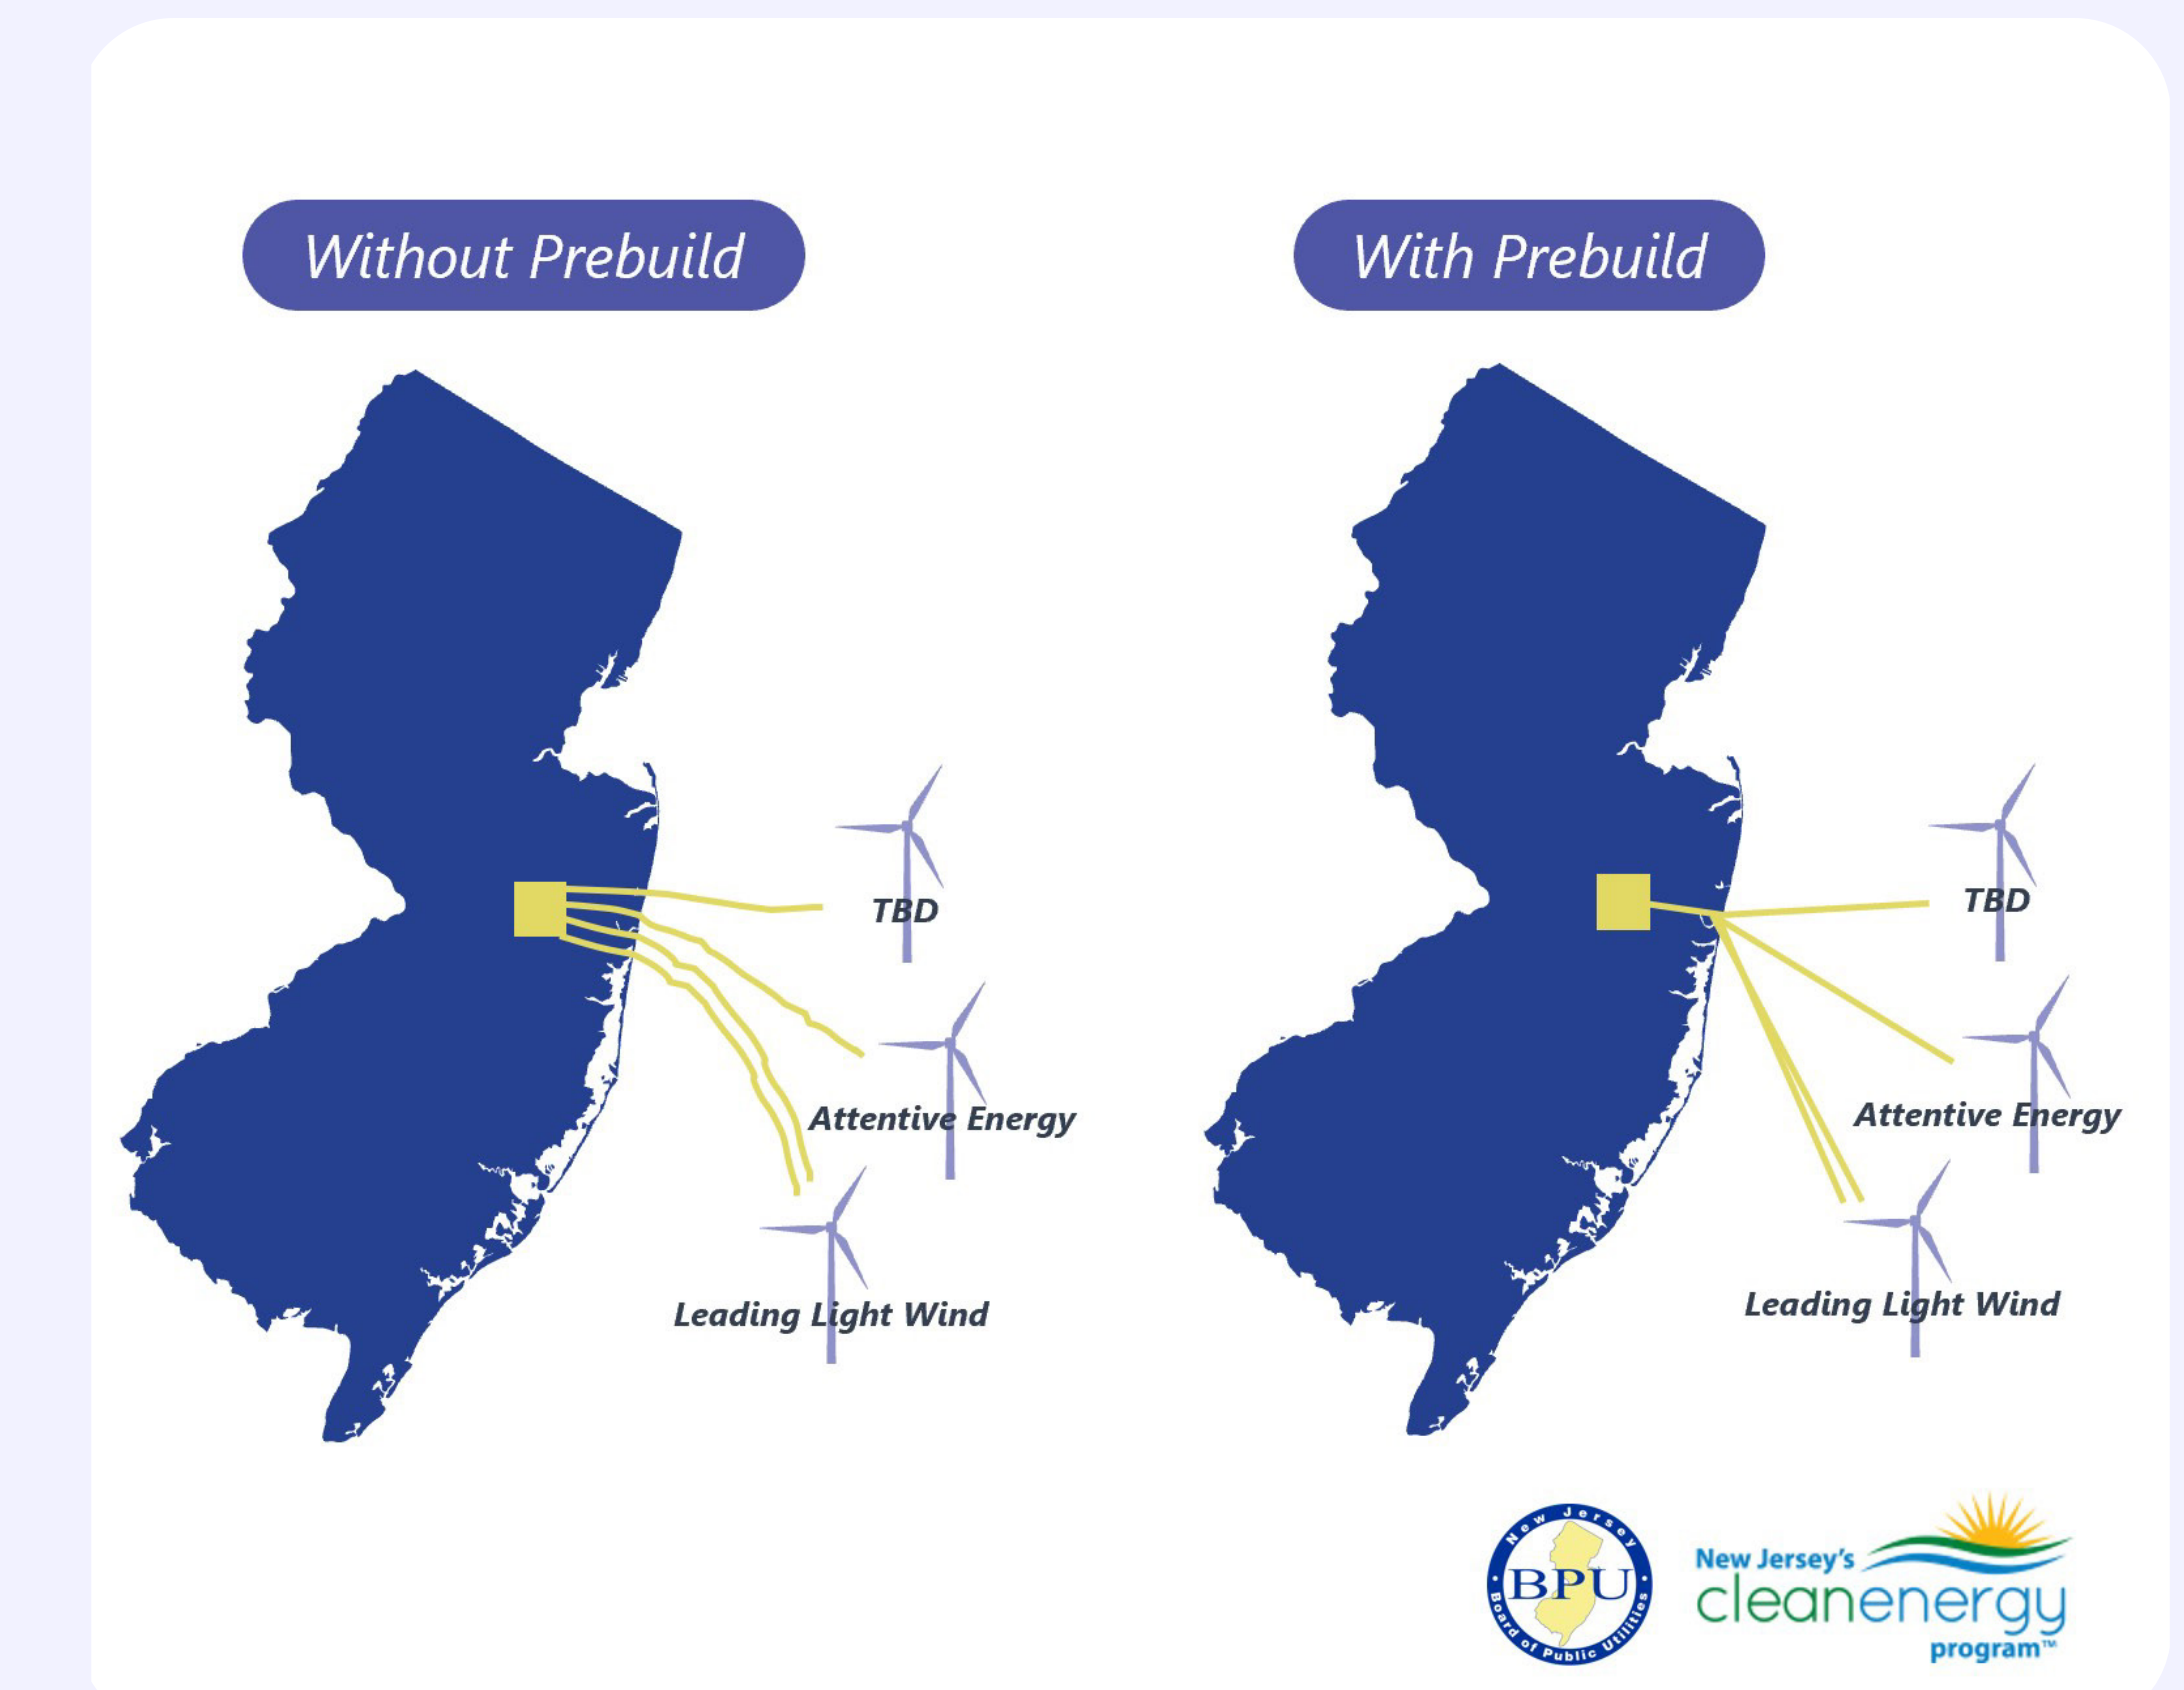 Without Prebuild
With Prebuild
TBD
Attentive Energy
Leading Light Wind
TBD
Attentive Energy
Leading Light Wind
New Jersey
BPU
Board of Public Utilities
New Jersey's
cleanenergy
program™